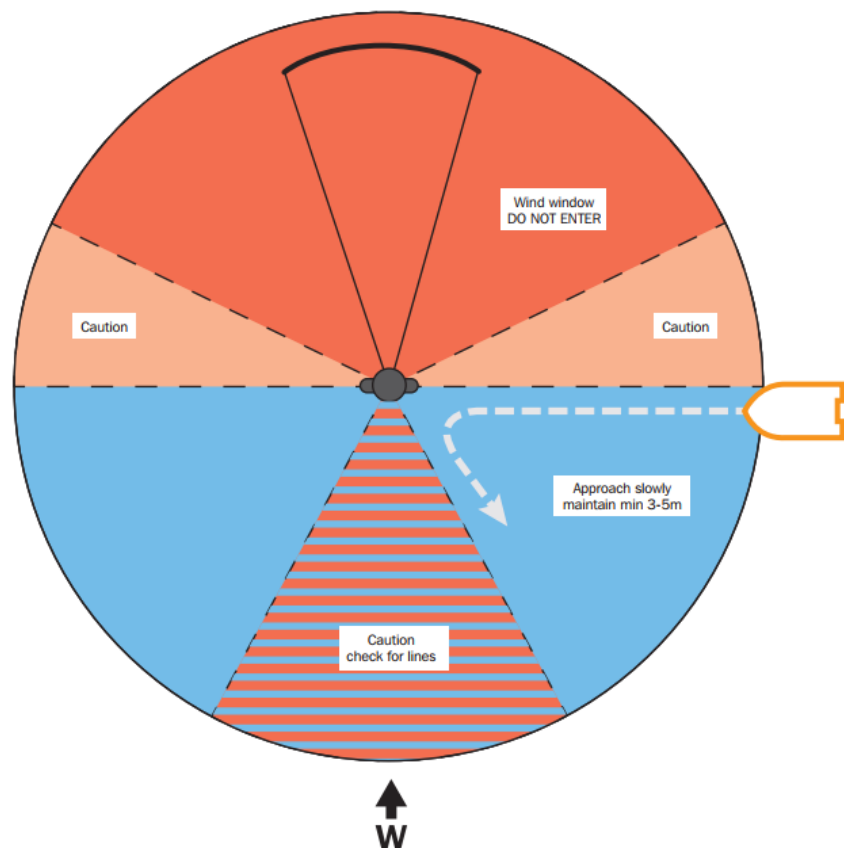 Wind window
DO NOT ENTER
Caution
Caution
Approach slowly
maintain min 3-5m
Caution
check for lines
W